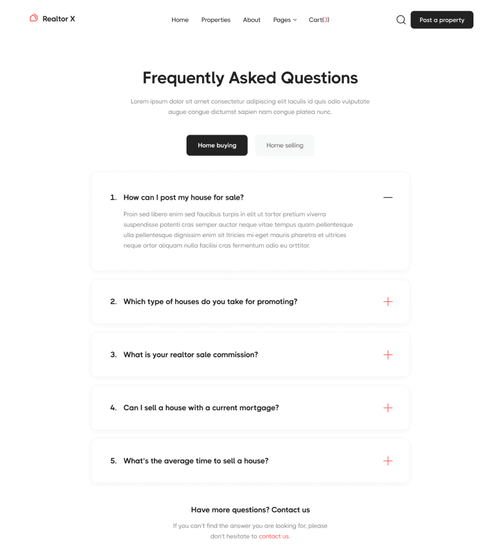 Realtor X
Home Properties About Pages Cart(3)
Post a property
Frequently Asked Questions
Lorem ipsum dolor sit amet consectetur adipiscing elit iaculis id quis odio vulputate
augue congue dictumst sapien nam congue platea nunc.
Home buying
Home selling
1. How can I post my house for sale?
Proin sed libero enim sed faucibus turpis in elit ut tortor pretium viverra
suspendisse potenti cras semper auctor neque vitae tempus quam pellentesque
ulla pellentesque dignissim enim sit ltricies mi eget mauris pharetra et ultrices
neque ortor aliquam nulla facilisi cras fermentum odio eu orttitor.
2. Which type of houses do you take for promoting?
3. What is your realtor sale commission?
4. Can I sell a house with a current mortgage?
5. What's the average time to sell a house?
Have more questions? Contact us
If you can't find the answer you are looking for, please
don't hesitate to contact us.